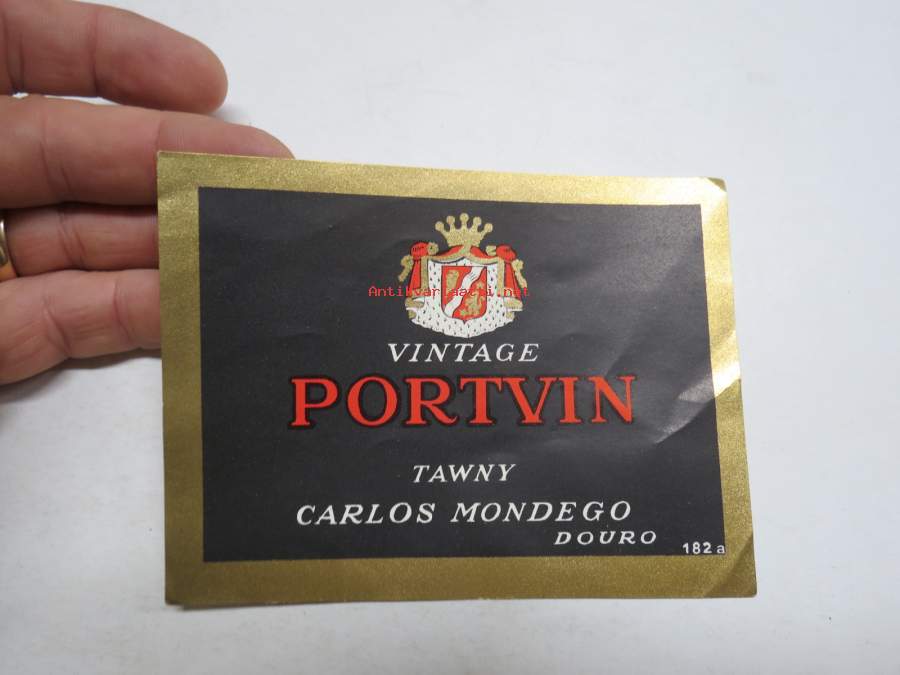 Antikvariaatti.net
VINTAGE
PORTVIN
TAWNY
CARLOS MONDEGO
DOURO
182 a